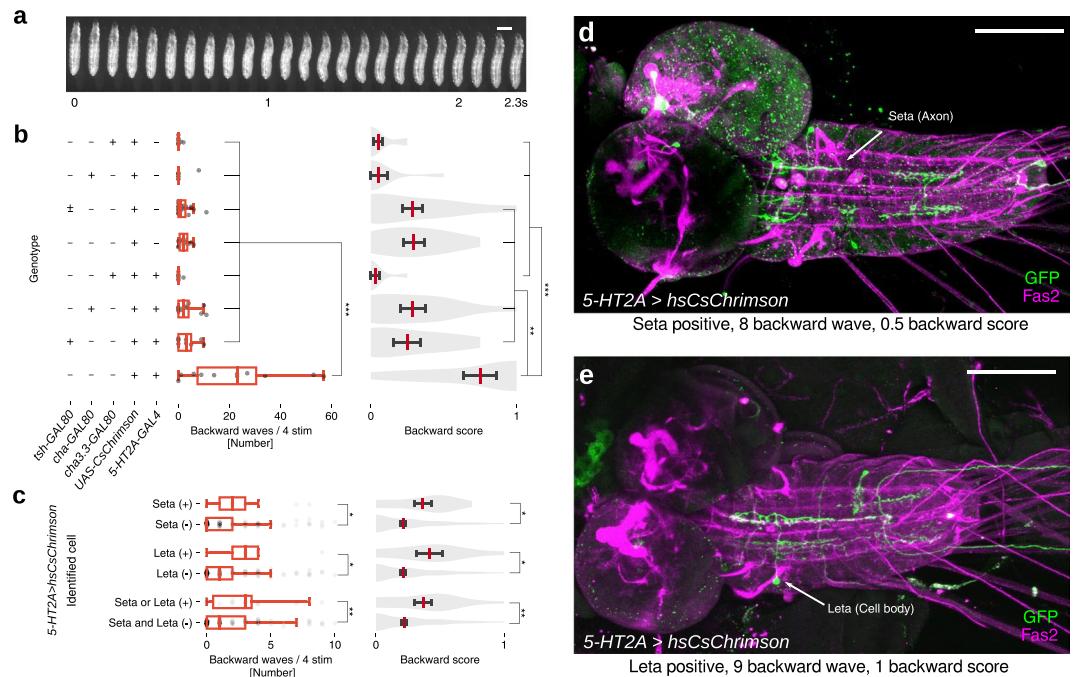 a
0 1 2 2.3s
b
Genotype
– – + + –
– + – + –
± – – + –
– – – + –
– – + + +
– + – + +
+ – – + +
– – – + +
***
***
**
tsh-GAL80
cha-GAL80
cha3.3-GAL80
UAS-CsChrimson
5-HT2A-GAL4
0 20 40 60
Backward waves / 4 stim
[Number]
0 1
Backward score
c
5-HT2A>hsCsChrimson
Identified cell
Seta (+)
Seta (-)
Leta (+)
Leta (-)
Seta or Leta (+)
Seta and Leta (-)
* *
* *
** **
0 5 10
Backward waves / 4 stim
[Number]
0 1
Backward score
d
Seta (Axon)
GFP
Fas2
5-HT2A > hsCsChrimson
Seta positive, 8 backward wave, 0.5 backward score
e
Leta (Cell body)
GFP
Fas2
5-HT2A > hsCsChrimson
Leta positive, 9 backward wave, 1 backward score